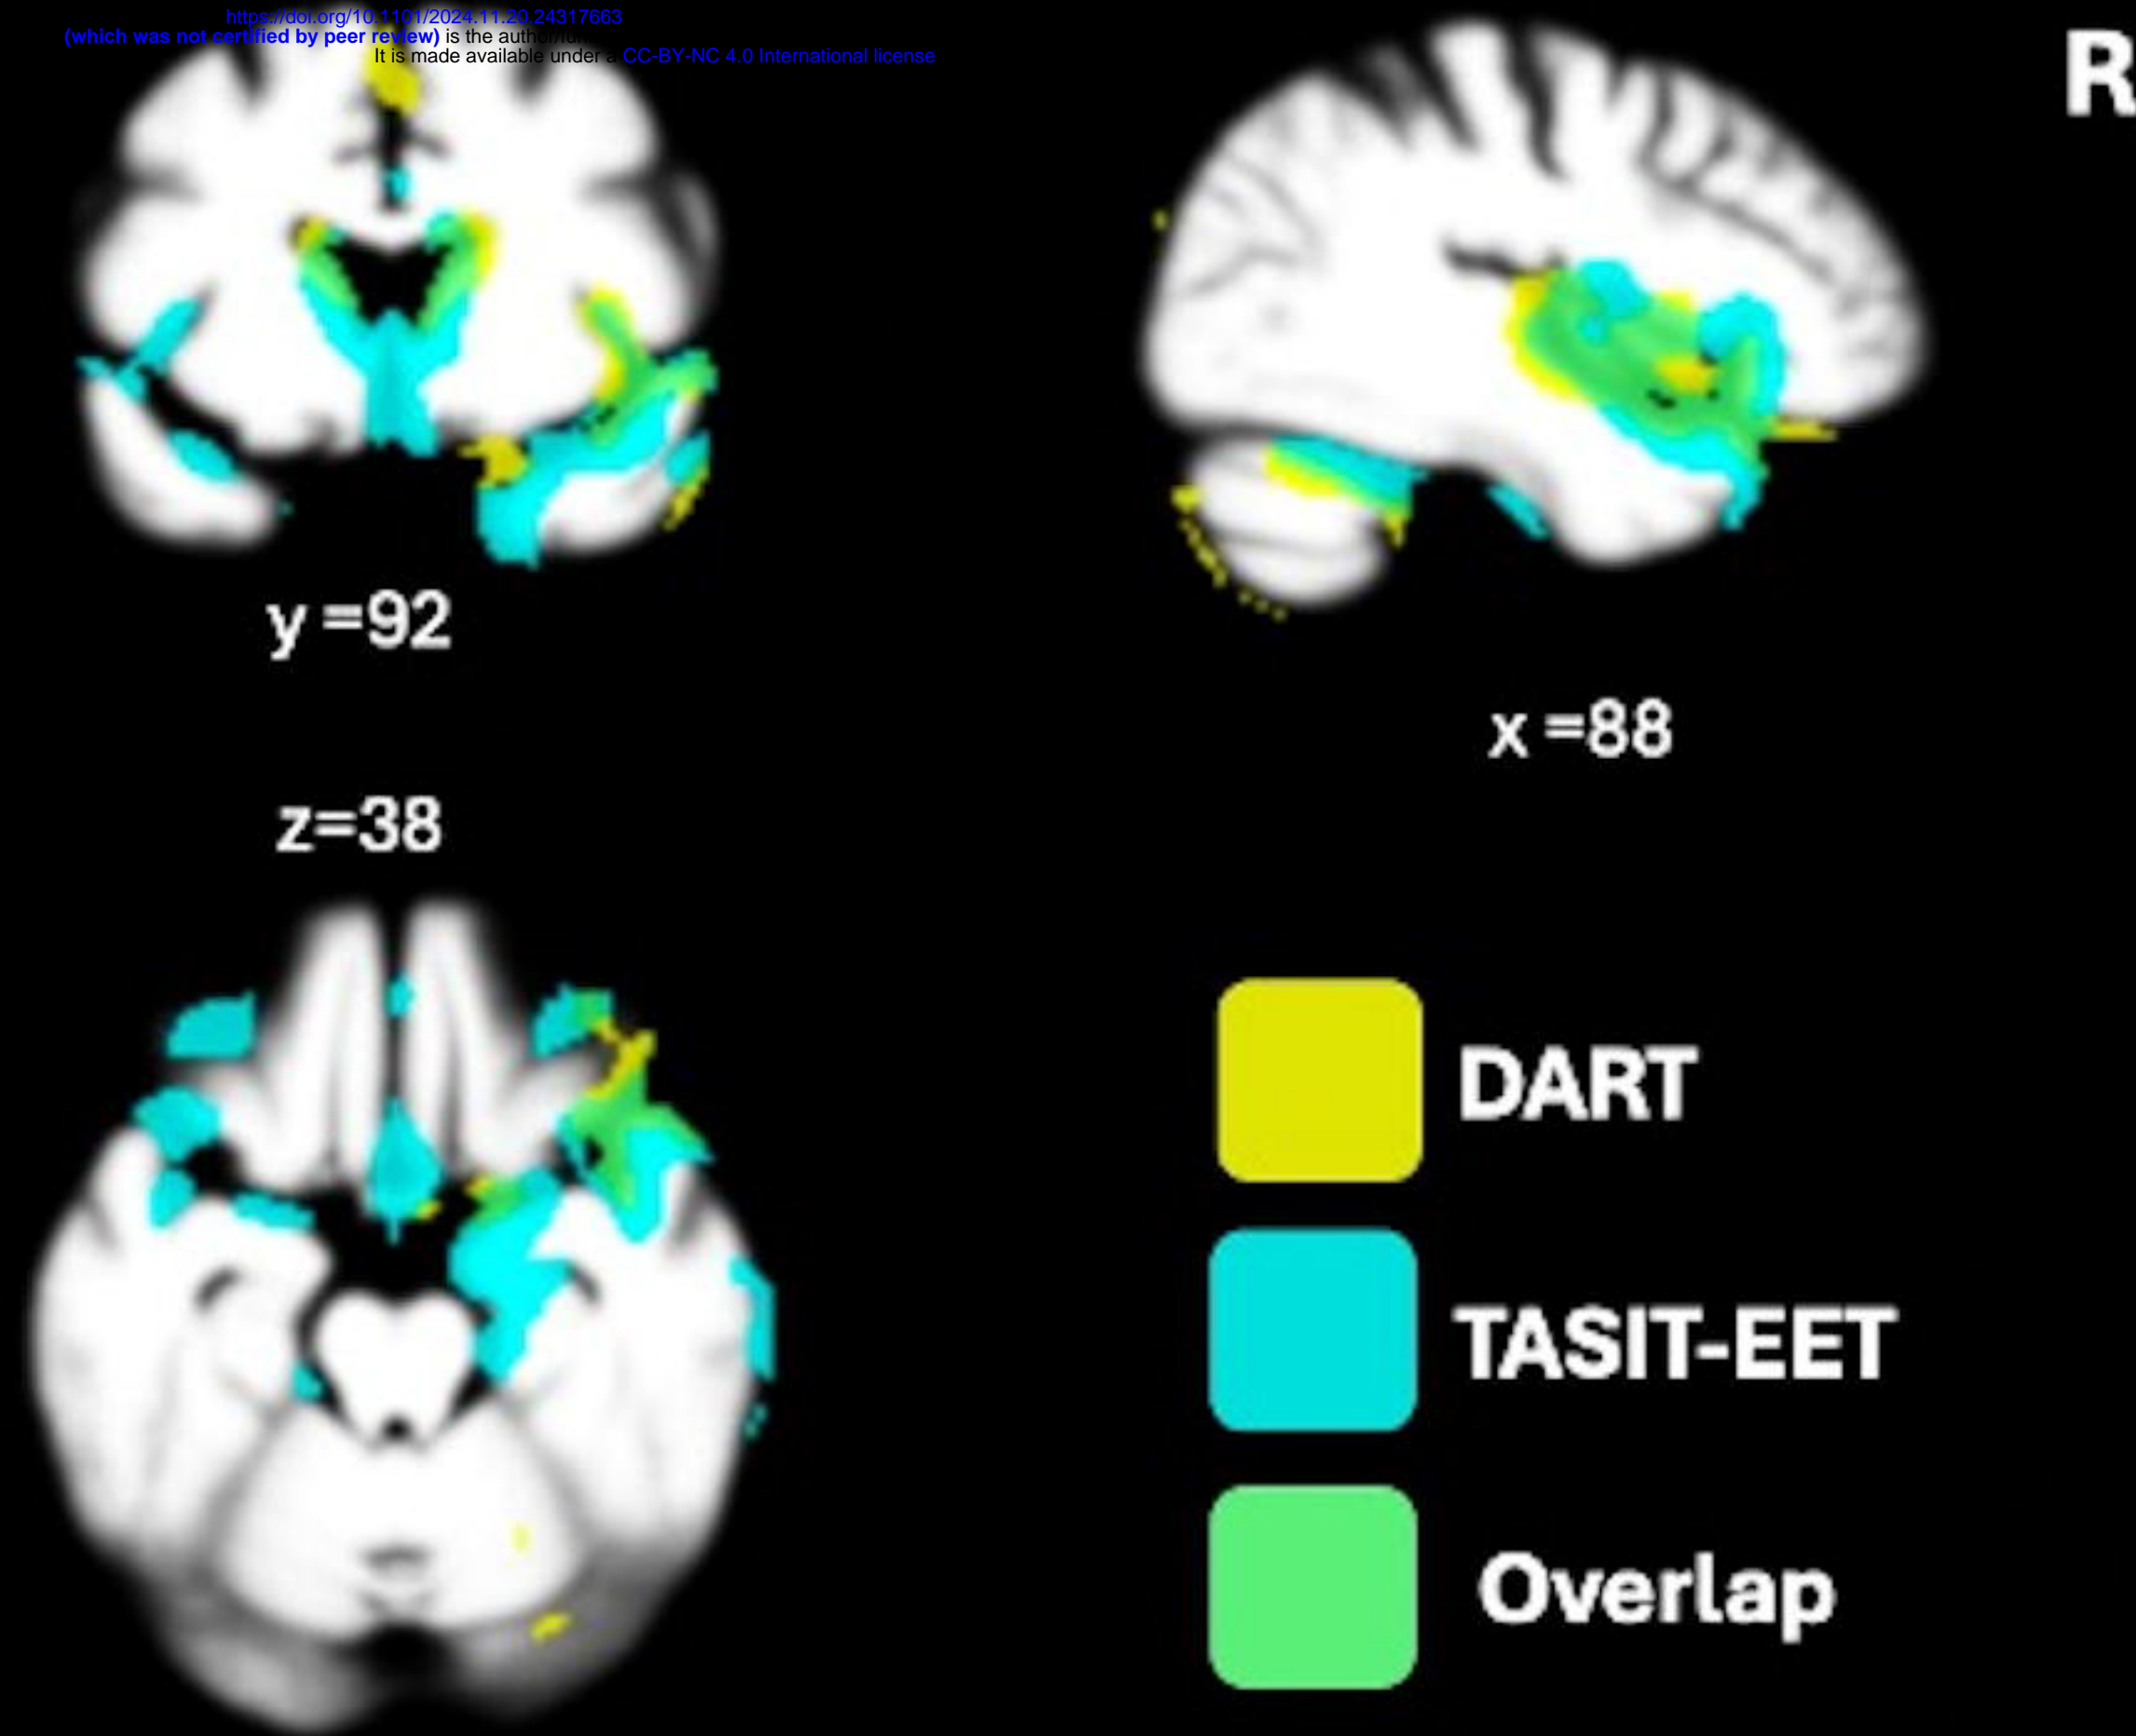 https://doi.org/10.1101/2024.11.20.24317663
(which was not certified by peer review) is the author/fun
It is made available under a CC-BY-NC 4.0 International license
R
y =92
x =88
z=38
DART
TASIT-EET
Overlap